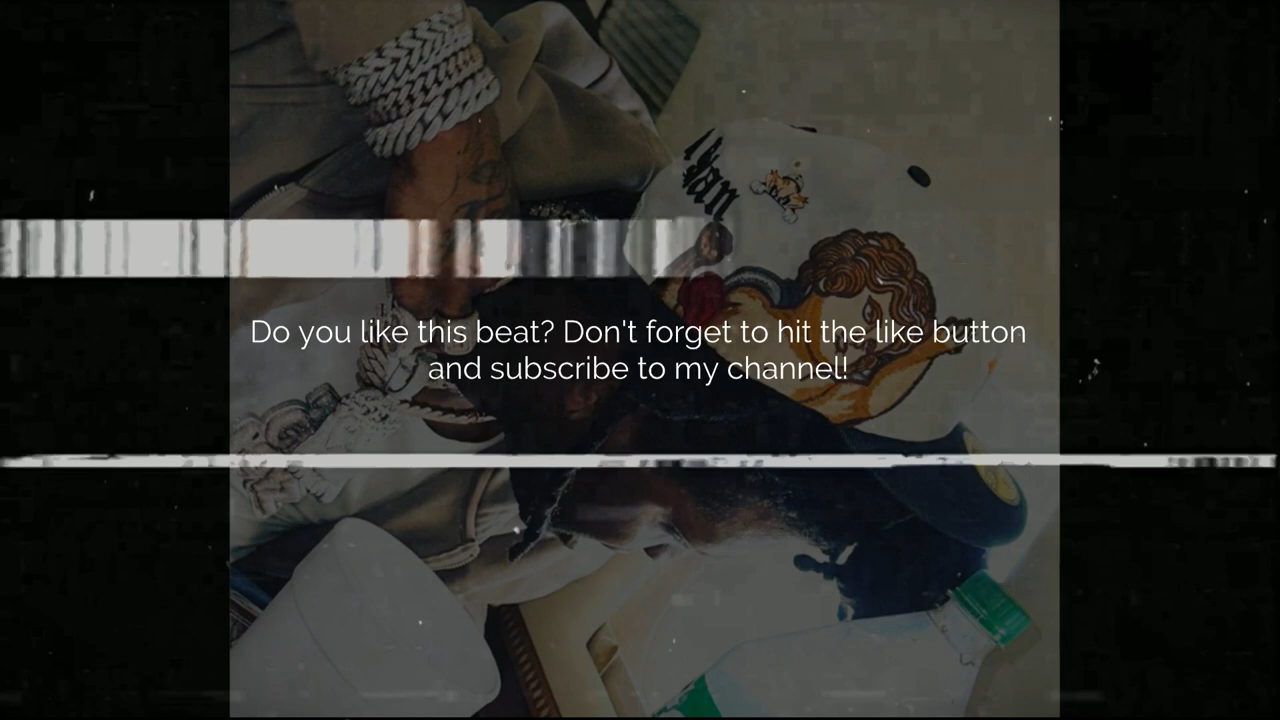 Do you like this beat? Don't forget to hit the like button
and subscribe to my channel!